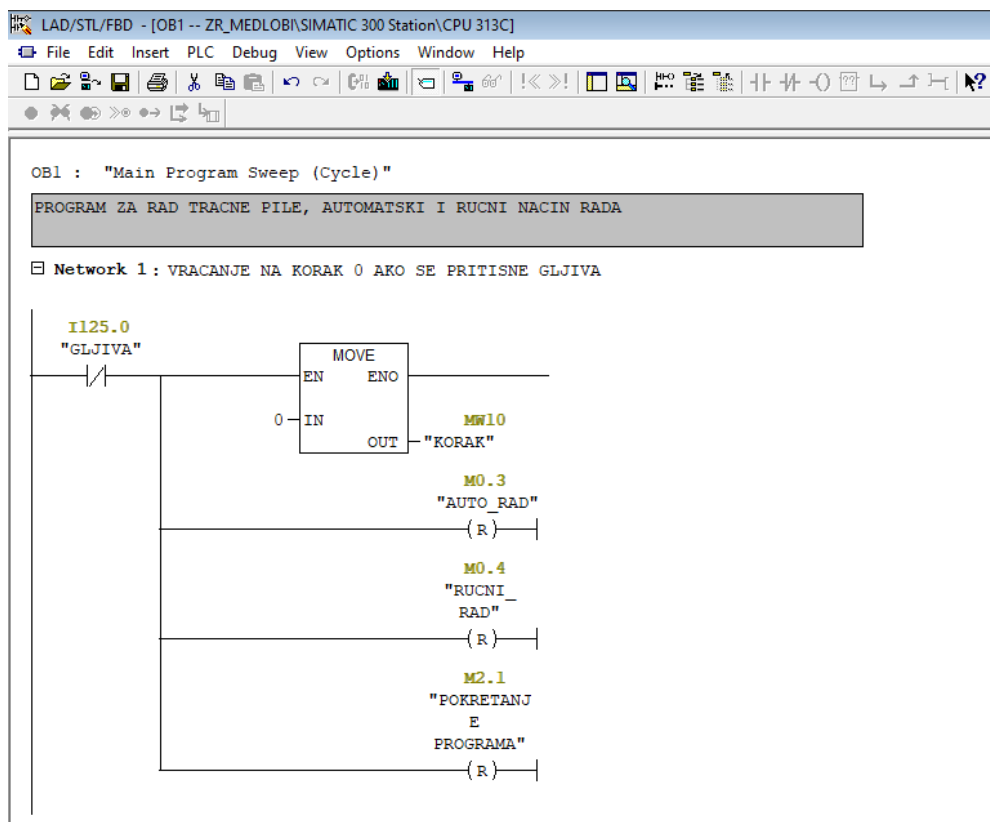 LAD/STL/FBD - [OB1 -- ZR_MEDLOBI\SIMATIC 300 Station\CPU 313C]
File Edit Insert PLC Debug View Options Window Help
OB1 : "Main Program Sweep (Cycle)"
PROGRAM ZA RAD TRACNE PILE, AUTOMATSKI I RUCNI NACIN RADA
Network 1: VRACANJE NA KORAK 0 AKO SE PRITISNE GLJIVA
I125.0
"GLJIVA"
MOVE
EN ENO
0 IN
MW10
OUT "KORAK"
M0.3
"AUTO_RAD"
R
M0.4
"RUCNI_
RAD"
R
M2.1
"POKRETANJ
E
PROGRAMA"
R